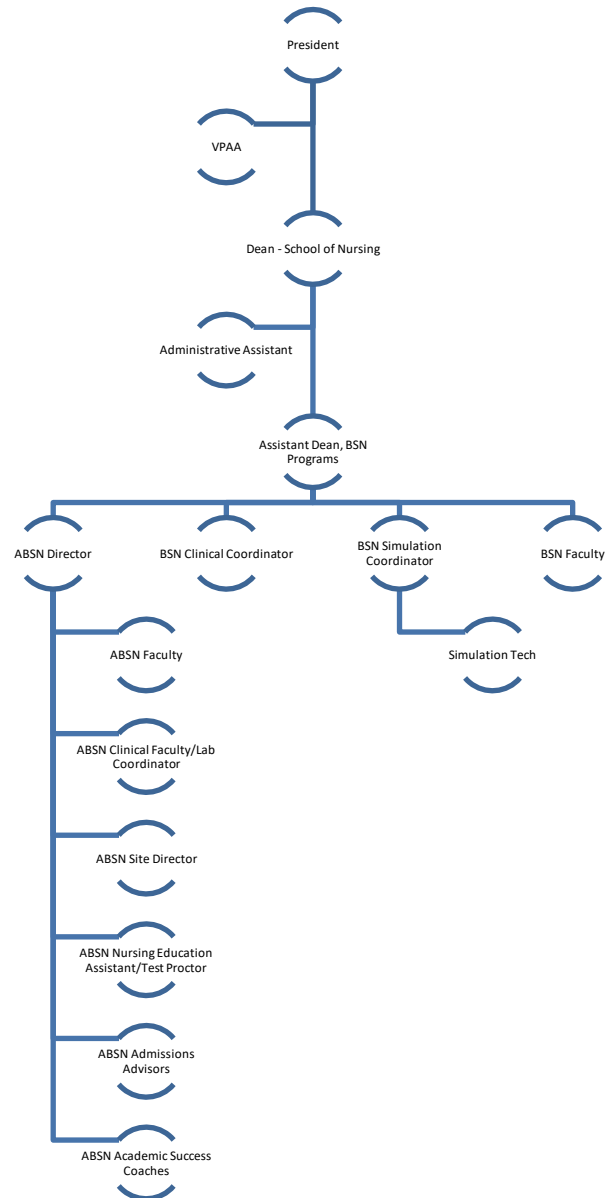 President
VPAA
Dean - School of Nursing
Administrative Assistant
Assistant Dean, BSN
Programs
ABSN Director
BSN Clinical Coordinator
BSN Simulation
Coordinator
BSN Faculty
ABSN Faculty
Simulation Tech
ABSN Clinical Faculty/Lab
Coordinator
ABSN Site Director
ABSN Nursing Education
Assistant/Test Proctor
ABSN Admissions
Advisors
ABSN Academic Success
Coaches